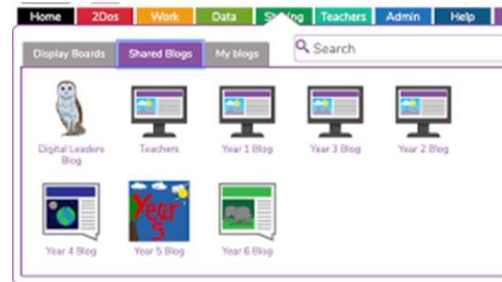 Home 2Dos Work Data Sharing Teachers Admin Help
Display Boards Shared Blogs My blogs Search
Digital Leaders Blog
Teachers
Year 1 Blog
Year 3 Blog
Year 2 Blog
Year 4 Blog
Year 5
Year 5 Blog
Year 6 Blog